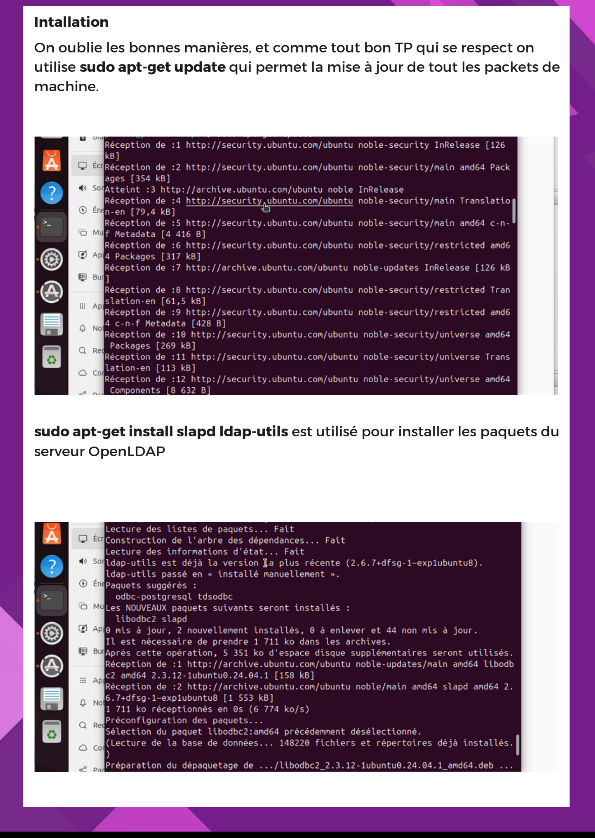 Intallation
On oublie les bonnes manières, et comme tout bon TP qui se respect on
utilise sudo apt-get update qui permet la mise à jour de tout les packets de
machine.
Réception de :1 http://security.ubuntu.com/ubuntu noble-security InRelease [126
kB]
Réception de :2 http://security.ubuntu.com/ubuntu noble-security/main amd64 Pack
ages [354 kB]
Atteint :3 http://archive.ubuntu.com/ubuntu noble InRelease
Réception de :4 http://security.ubuntu.com/ubuntu noble-security/main Translatio
n-en [79,4 kB]
Réception de :5 http://security.ubuntu.com/ubuntu noble-security/main amd64 c-n-
f Metadata [4 416 B]
Réception de :6 http://security.ubuntu.com/ubuntu noble-security/restricted amd6
4 Packages [317 kB]
Réception de :7 http://archive.ubuntu.com/ubuntu noble-updates InRelease [126 kB
]
Réception de :8 http://security.ubuntu.com/ubuntu noble-security/restricted Tran
slation-en [61,5 kB]
Réception de :9 http://security.ubuntu.com/ubuntu noble-security/restricted amd6
4 c-n-f Metadata [428 B]
Réception de :10 http://security.ubuntu.com/ubuntu noble-security/universe amd64
Packages [269 kB]
Réception de :11 http://security.ubuntu.com/ubuntu noble-security/universe Trans
lation-en [113 kB]
Réception de :12 http://security.ubuntu.com/ubuntu noble-security/universe amd64
Components [8 632 B]
sudo apt-get install slapd ldap-utils est utilisé pour installer les paquets du
serveur OpenLDAP
Lecture des listes de paquets... Fait
Construction de l'arbre des dépendances... Fait
Lecture des informations d'état... Fait
ldap-utils est déjà la version la plus récente (2.6.7+dfsg-1~exp1ubuntu8).
ldap-utils passé en « installé manuellement ».
Paquets suggérés :
odbc-postgresql tdsodbc
Les NOUVEAUX paquets suivants seront installés :
libodbc2 slapd
0 mis à jour, 2 nouvellement installés, 0 à enlever et 44 non mis à jour.
Il est nécessaire de prendre 1 711 ko dans les archives.
Après cette opération, 5 351 ko d'espace disque supplémentaires seront utilisés.
Réception de :1 http://archive.ubuntu.com/ubuntu noble-updates/main amd64 libodb
c2 amd64 2.3.12-1ubuntu0.24.04.1 [158 kB]
Réception de :2 http://archive.ubuntu.com/ubuntu noble/main amd64 slapd amd64 2.
6.7+dfsg-1~exp1ubuntu8 [1 553 kB]
1 711 ko réceptionnés en 0s (6 774 ko/s)
Préconfiguration des paquets...
Sélection du paquet libodbc2:amd64 précédemment désélectionné.
(Lecture de la base de données... 148220 fichiers et répertoires déjà installés.
)
Préparation du dépaquetage de .../libodbc2_2.3.12-1ubuntu0.24.04.1_amd64.deb ...